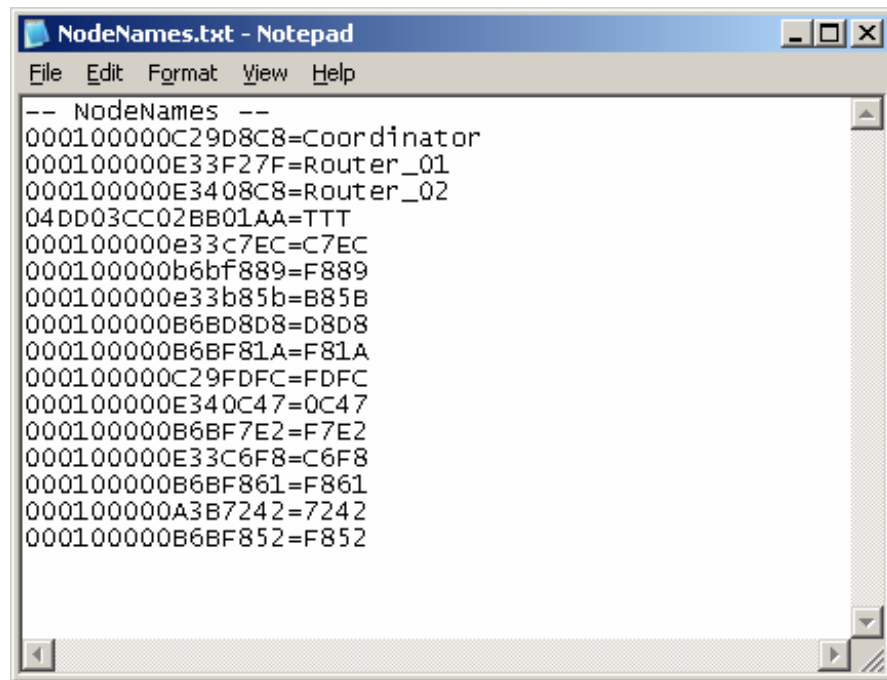 NodeNames.txt - Notepad
File Edit Format View Help
-- NodeNames --
000100000C29D8C8=Coordinator
000100000E33F27F=Router_01
000100000E3408C8=Router_02
04DD03CC02BB01AA=TTT
000100000e33c7EC=C7EC
000100000b6bf889=F889
000100000e33b85b=B85B
000100000B6BD8D8=D8D8
000100000B6BF81A=F81A
000100000C29FDFC=FDFC
000100000E340C47=0C47
000100000B6BF7E2=F7E2
000100000E33C6F8=C6F8
000100000B6BF861=F861
000100000A3B7242=7242
000100000B6BF852=F852